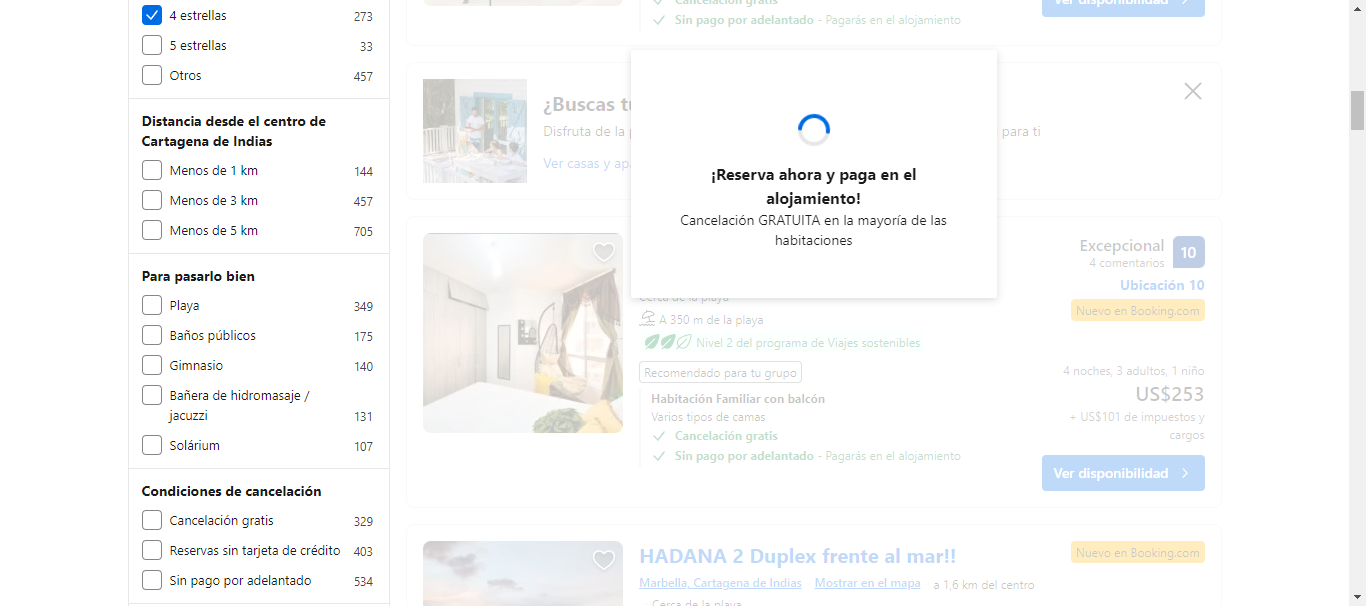 4 estrellas 273
5 estrellas 33
Otros 457
Distancia desde el centro de
Cartagena de Indias
Menos de 1 km 144
Menos de 3 km 457
Menos de 5 km 705
Para pasarlo bien
Playa 349
Baños públicos 175
Gimnasio 140
Bañera de hidromasaje /
jacuzzi 131
Solárium 107
Condiciones de cancelación
Cancelación gratis 329
Reservas sin tarjeta de crédito 403
Sin pago por adelantado 534
Cancelación gratis
Sin pago por adelantado - Pagarás en el alojamiento
Ver disponibilidad
¿Buscas tu
Disfruta de la
para ti
Ver casas y
¡Reserva ahora y paga en el
alojamiento!
Cancelación GRATUITA en la mayoría de las
habitaciones
Excepcional 10
4 comentarios
Ubicación 10
Nuevo en Booking.com
Cerca de la playa
A 350 m de la playa
Nivel 2 del programa de Viajes sostenibles
Recomendado para tu grupo
Habitación Familiar con balcón
Varios tipos de camas
Cancelación gratis
Sin pago por adelantado - Pagarás en el alojamiento
4 noches, 3 adultos, 1 niño
US$253
+ US$101 de impuestos y
cargos
Ver disponibilidad
HADANA 2 Duplex frente al mar!!
Nuevo en Booking.com
Marbella, Cartagena de Indias Mostrar en el mapa a 1,6 km del centro
Cerca de la playa